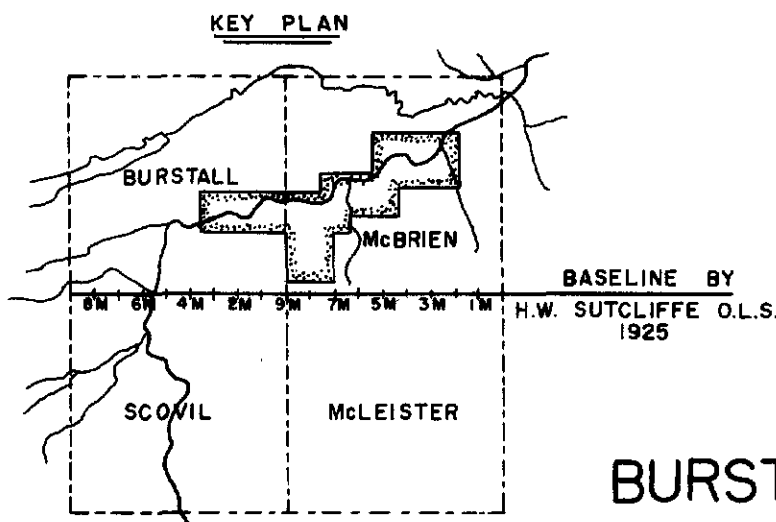 KEY PLAN
BURSTALL
McBRIEN
BASELINE BY
8M 6M 4M 2M 9M 7M 5M 3M 1M
H.W. SUTCLIFFE O.L.S.
1925
SCOVIL
McLEISTER
BURST